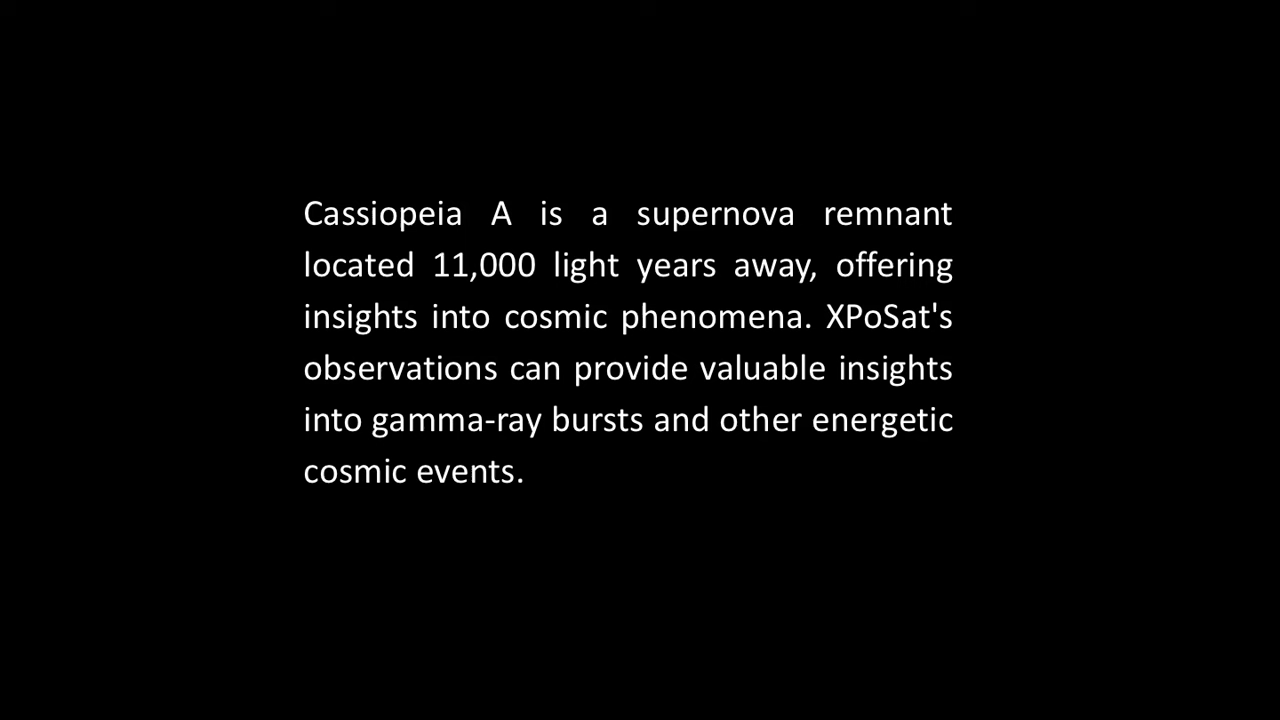 Cassiopeia A is a supernova remnant
located 11,000 light years away, offering
insights into cosmic phenomena. XPoSat's
observations can provide valuable insights
into gamma-ray bursts and other energetic
cosmic events.